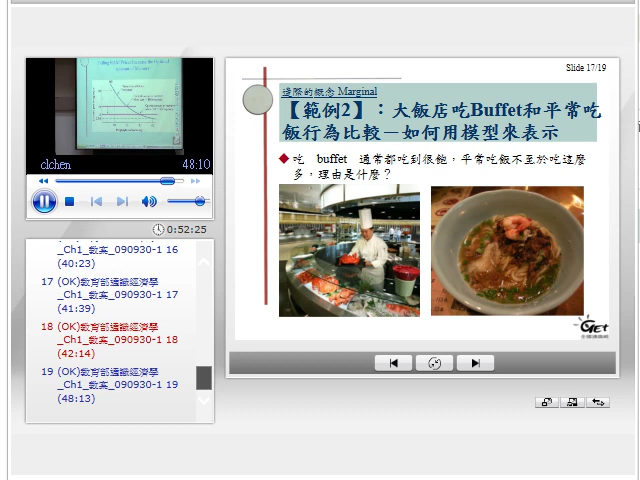 clchen
48:10
0:52:25
_Ch1_教案_090930-1 16
(40:23)
17 (OK)教育部通識經濟學
_Ch1_教案_090930-1 17
(41:39)
18 (OK)教育部通識經濟學
_Ch1_教案_090930-1 18
(42:14)
19 (OK)教育部通識經濟學
_Ch1_教案_090930-1 19
(48:13)
Slide 17/19
邊際的概念 Marginal
【範例2】：大飯店吃Buffet和平常吃
飯行為比較－如何用模型來表示
吃 buffet 通常都吃到很飽，平常吃飯不至於吃這麼
多，理由是什麼？